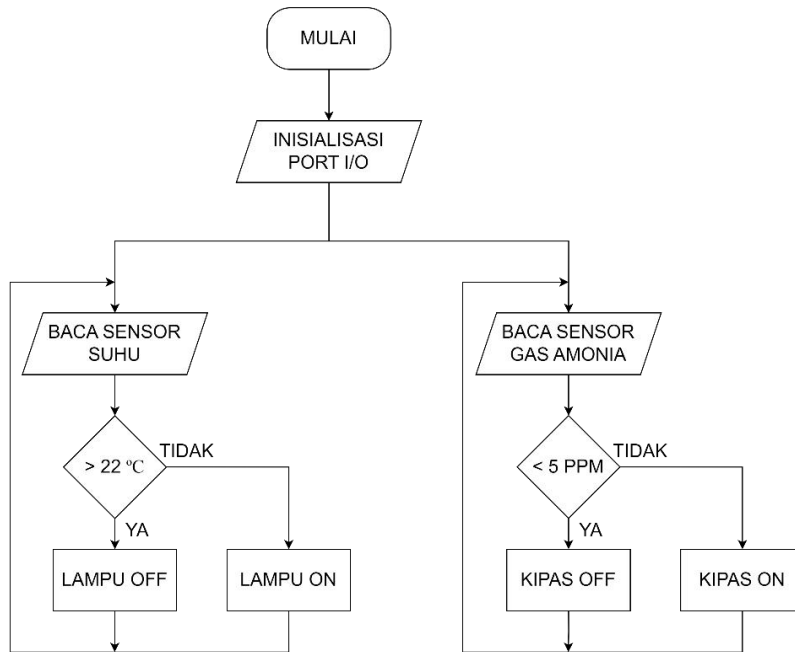 MULAI
INISIALISASI
PORT I/O
BACA SENSOR
SUHU
> 22 ℃
TIDAK
YA
LAMPU OFF
LAMPU ON
BACA SENSOR
GAS AMONIA
< 5 PPM
TIDAK
YA
KIPAS OFF
KIPAS ON